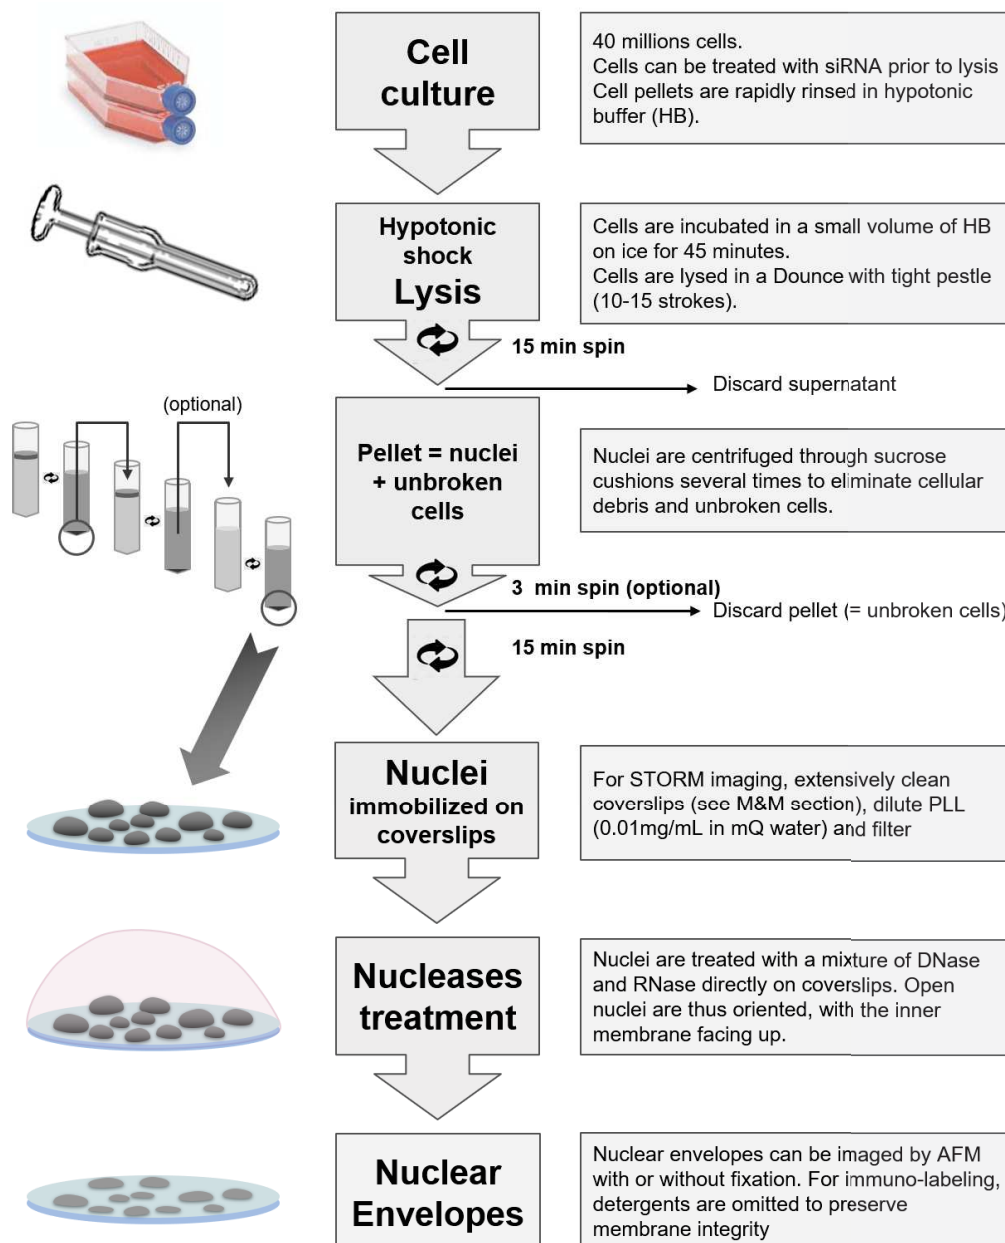 Cell
culture
40 millions cells.
Cells can be treated with siRNA prior to lysis
Cell pellets are rapidly rinsed in hypotonic
buffer (HB).
Hypotonic
shock
Lysis
Cells are incubated in a small volume of HB
on ice for 45 minutes.
Cells are lysed in a Dounce with tight pestle
(10-15 strokes).
15 min spin
Discard supernatant
(optional)
Pellet = nuclei
+ unbroken
cells
Nuclei are centrifuged through sucrose
cushions several times to eliminate cellular
debris and unbroken cells.
3 min spin (optional)
Discard pellet (= unbroken cells)
15 min spin
Nuclei
immobilized on
coverslips
For STORM imaging, extensively clean
coverslips (see M&M section), dilute PLL
(0.01mg/mL in mQ water) and filter
Nucleases
treatment
Nuclei are treated with a mixture of DNase
and RNase directly on coverslips. Open
nuclei are thus oriented, with the inner
membrane facing up.
Nuclear
Envelopes
Nuclear envelopes can be imaged by AFM
with or without fixation. For immuno-labeling,
detergents are omitted to preserve
membrane integrity